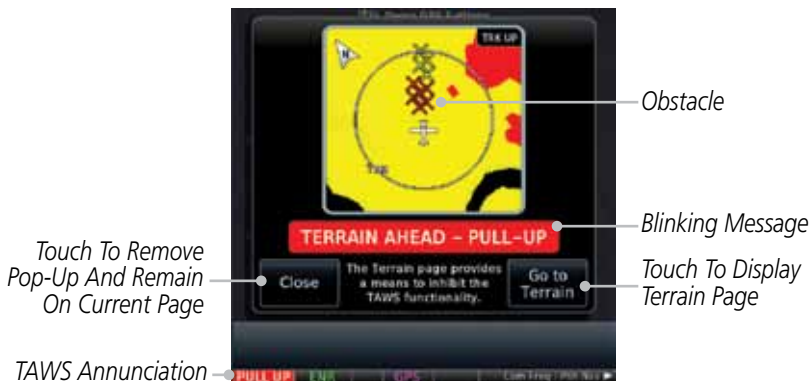 TRK UP
N
Obstacle
TERRAIN AHEAD - PULL-UP
Blinking Message
Touch To Remove
Pop-Up And Remain
On Current Page
Close
The Terrain page provides
a means to inhibit the
TAWS functionality.
Go to
Terrain
Touch To Display
Terrain Page
TAWS Annunciation
PULL UP
ENR
GPS